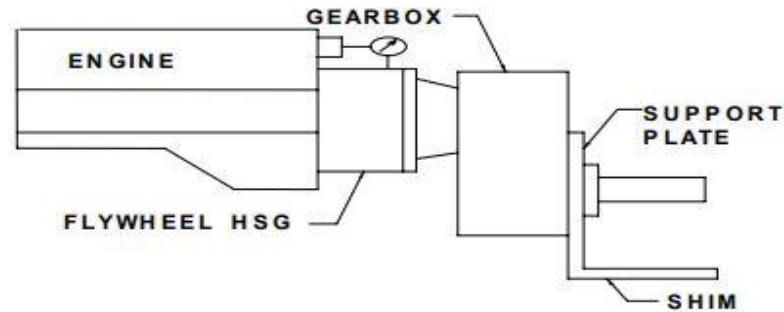 GEARBOX
ENGINE
SUPPORT
PLATE
FLYWHEEL HSG
SHIM